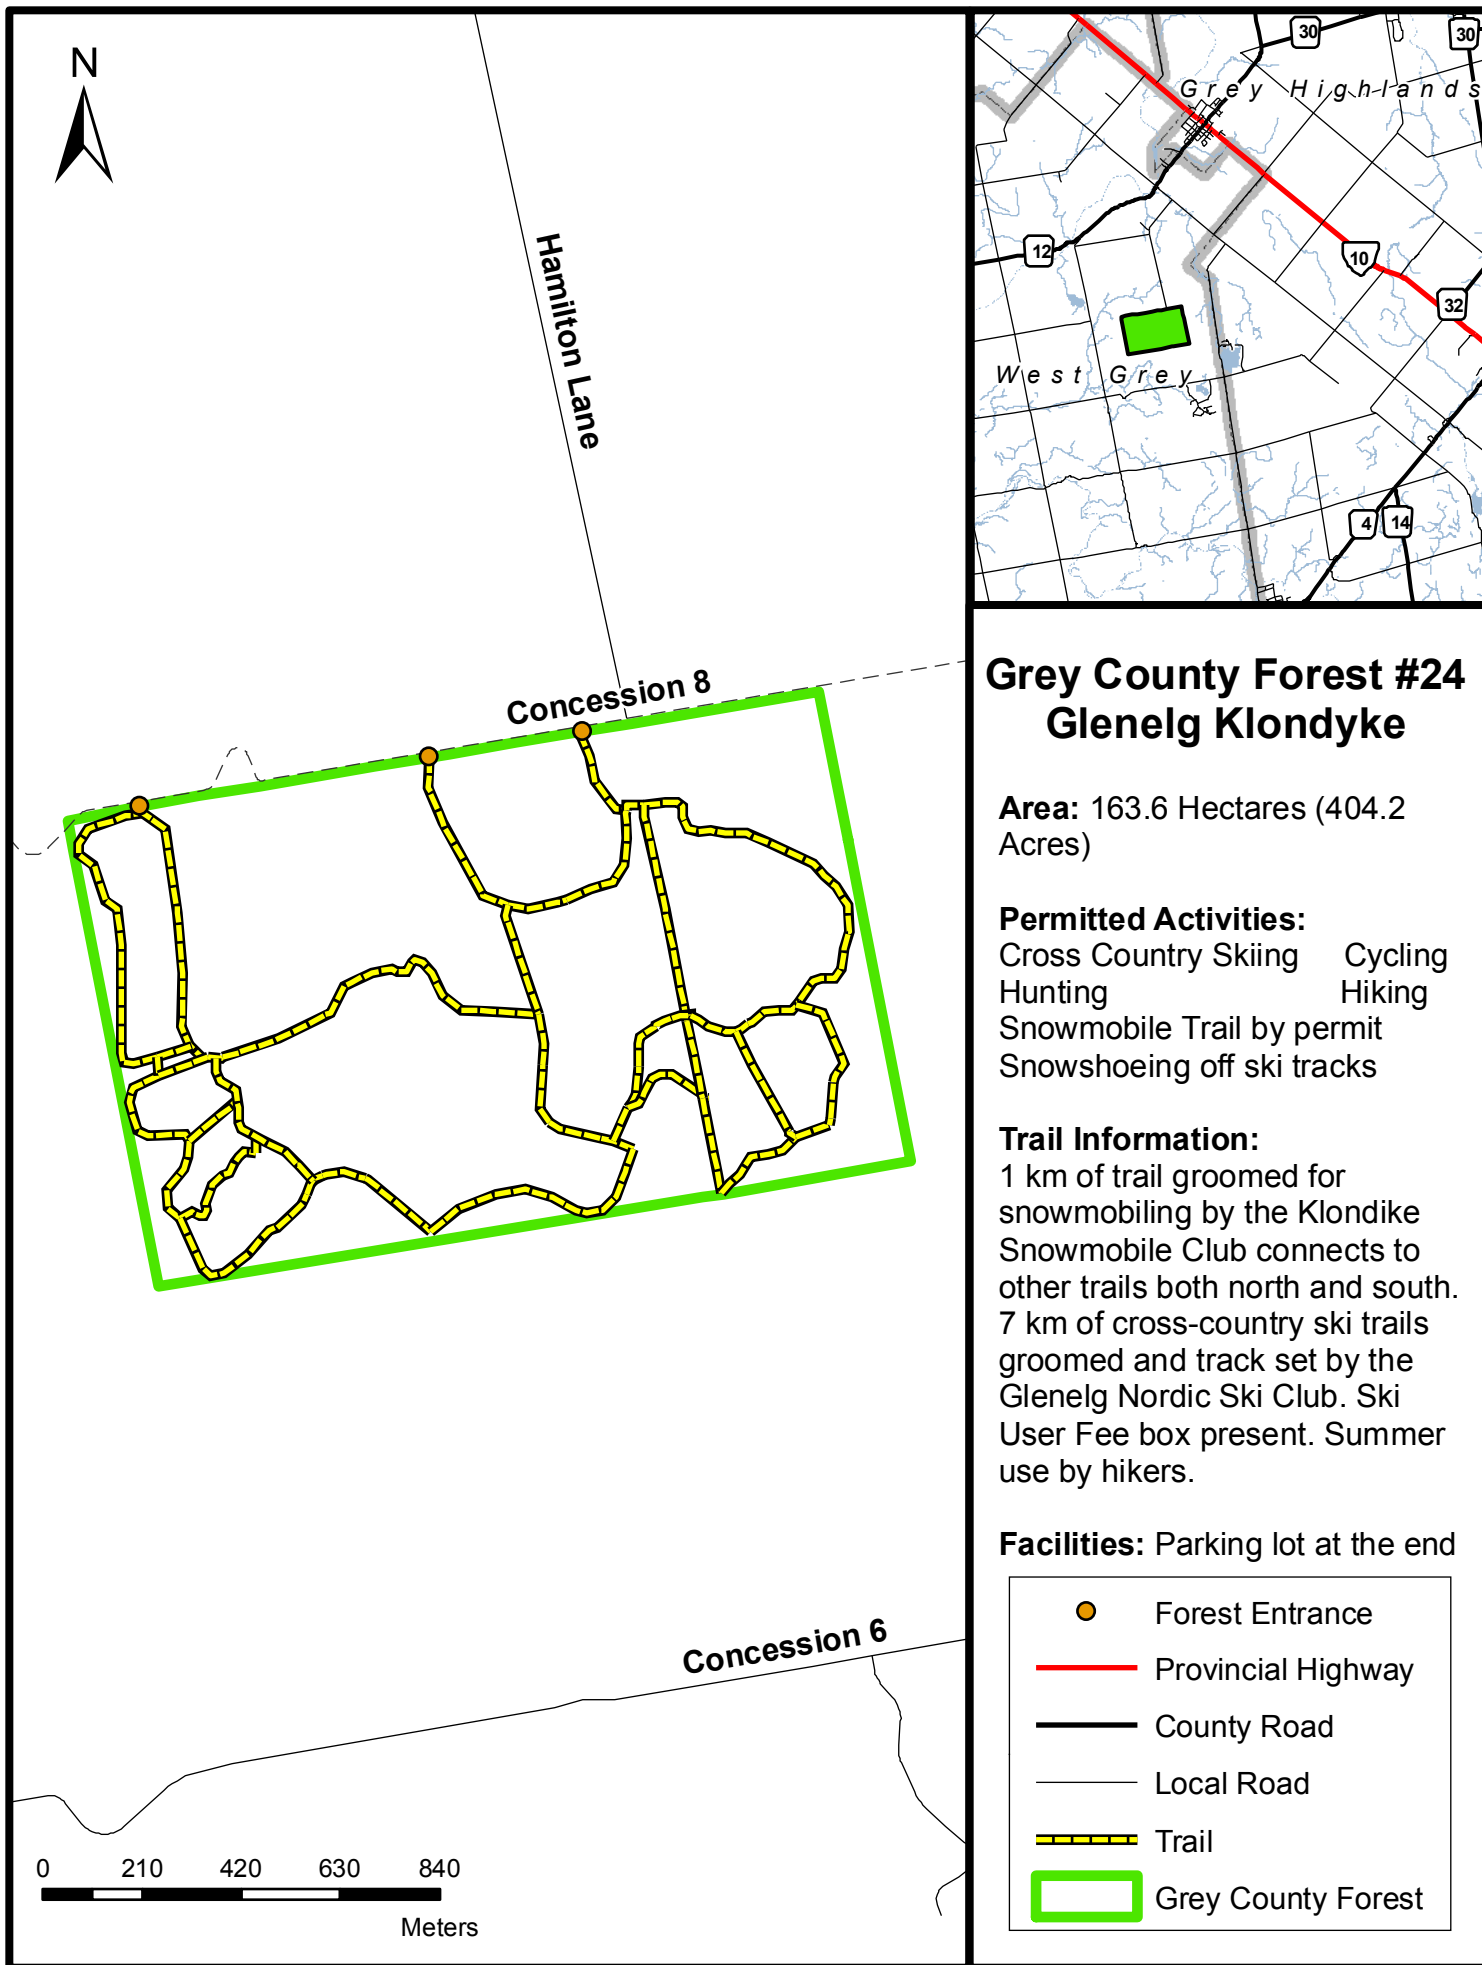 N
Hamilton Lane
Concession 8
Concession 6
0 210 420 630 840
Meters
30
30
Grey Highlands
12
10
32
West Grey
4
14
Grey County Forest #24
Glenelg Klondyke
Area: 163.6 Hectares (404.2
Acres)
Permitted Activities:
Cross Country Skiing Cycling
Hunting Hiking
Snowmobile Trail by permit
Snowshoeing off ski tracks
Trail Information:
1 km of trail groomed for
snowmobiling by the Klondike
Snowmobile Club connects to
other trails both north and south.
7 km of cross-country ski trails
groomed and track set by the
Glenelg Nordic Ski Club. Ski
User Fee box present. Summer
use by hikers.
Facilities: Parking lot at the end
Forest Entrance
Provincial Highway
County Road
Local Road
Trail
Grey County Forest